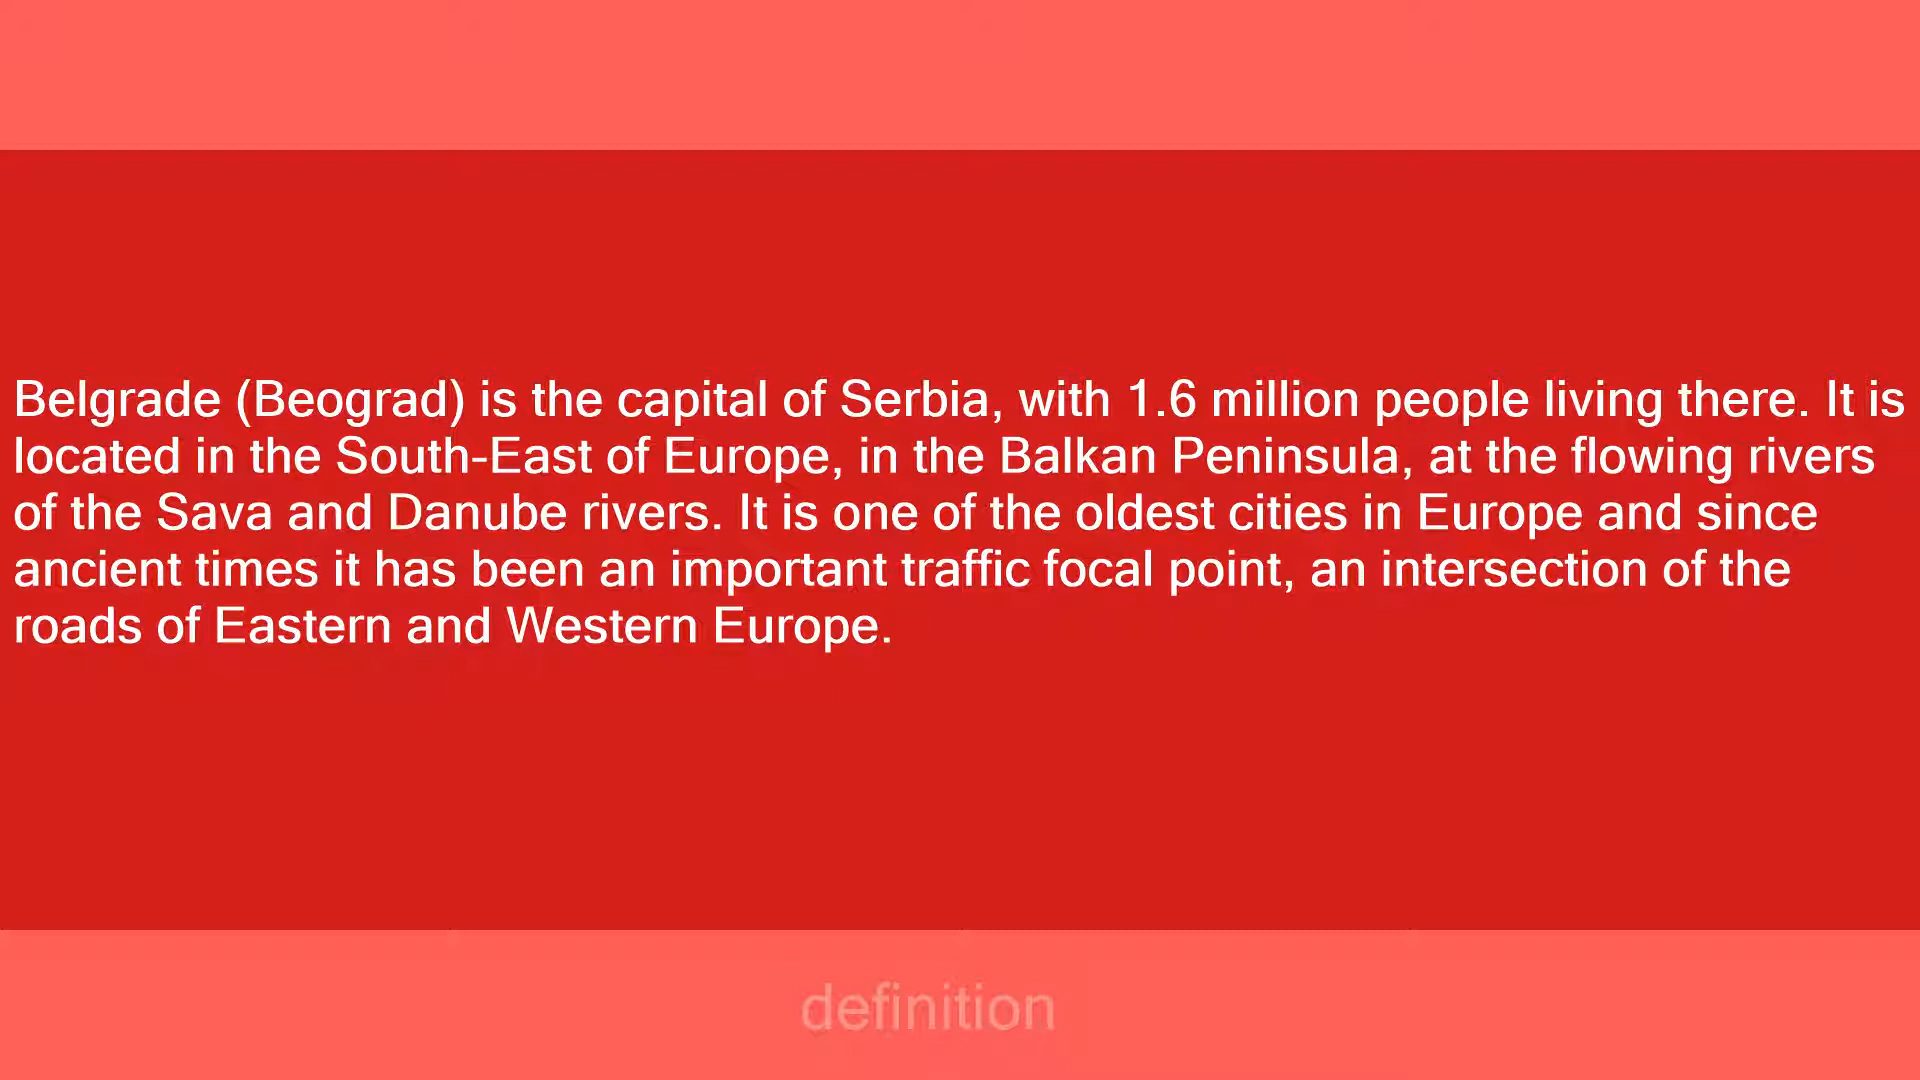 Belgrade (Beograd) is the capital of Serbia, with 1.6 million people living there. It is
located in the South-East of Europe, in the Balkan Peninsula, at the flowing rivers
of the Sava and Danube rivers. It is one of the oldest cities in Europe and since
ancient times it has been an important traffic focal point, an intersection of the
roads of Eastern and Western Europe.
definition